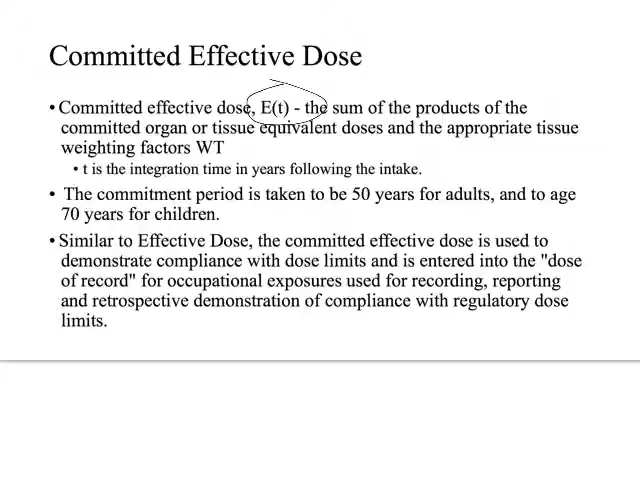 Committed Effective Dose
• Committed effective dose, E(t) - the sum of the products of the
committed organ or tissue equivalent doses and the appropriate tissue
weighting factors WT
• t is the integration time in years following the intake.
• The commitment period is taken to be 50 years for adults, and to age
70 years for children.
• Similar to Effective Dose, the committed effective dose is used to
demonstrate compliance with dose limits and is entered into the "dose
of record" for occupational exposures used for recording, reporting
and retrospective demonstration of compliance with regulatory dose
limits.